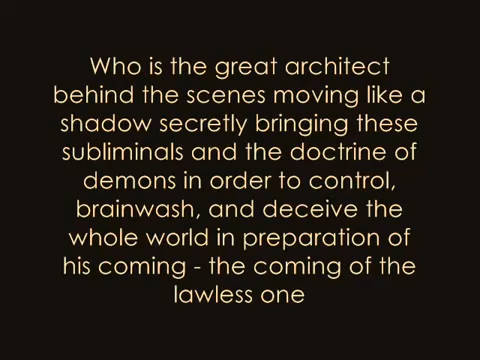 Who is the great architect
behind the scenes moving like a
shadow secretly bringing these
subliminals and the doctrine of
demons in order to control,
brainwash, and deceive the
whole world in preparation of
his coming - the coming of the
lawless one